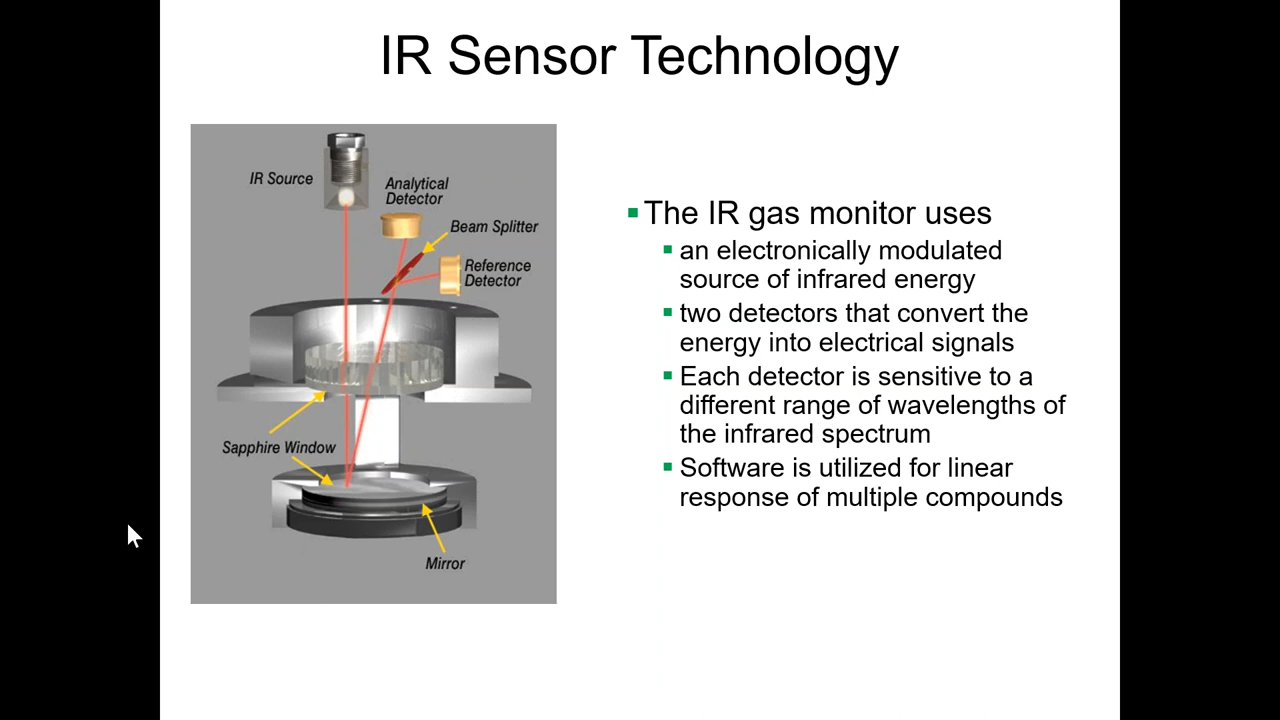 IR Sensor Technology
IR Source
Analytical
Detector
Beam Splitter
Reference
Detector
Sapphire Window
Mirror
The IR gas monitor uses
an electronically modulated
source of infrared energy
two detectors that convert the
energy into electrical signals
Each detector is sensitive to a
different range of wavelengths of
the infrared spectrum
Software is utilized for linear
response of multiple compounds